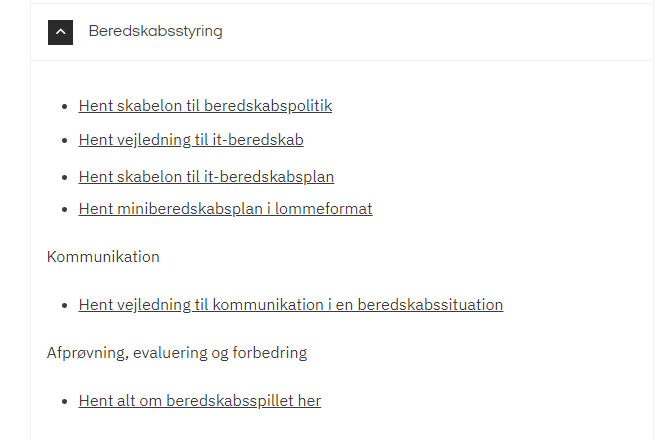 Beredskabsstyring
Hent skabelon til beredskabspolitik
Hent vejledning til it-beredskab
Hent skabelon til it-beredskabsplan
Hent miniberedskabsplan i lommeformat
Kommunikation
Hent vejledning til kommunikation i en beredskabssituation
Afprøvning, evaluering og forbedring
Hent alt om beredskabsspillet her